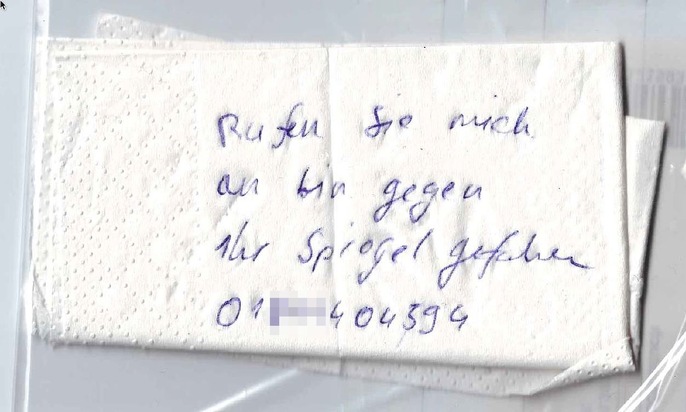 Rufen Sie mich
an bin gegen
Ihr Spiegel gefahren
01 404394